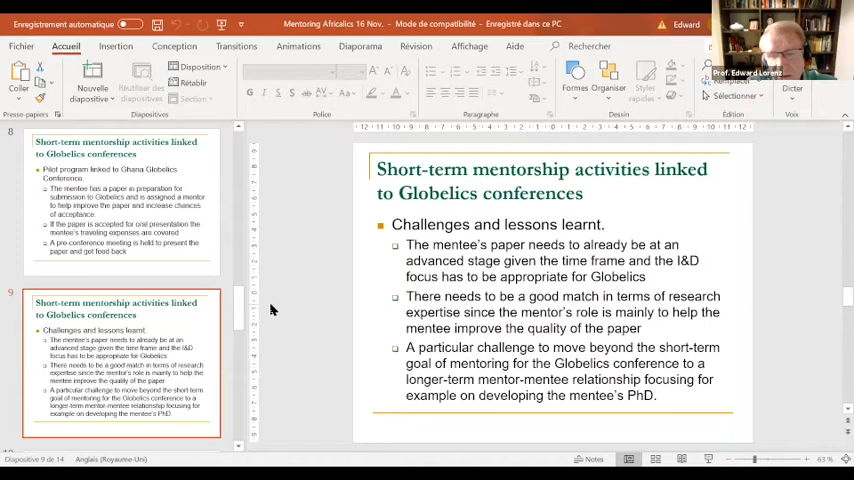 Enregistrement automatique
Mentoring Africalics 16 Nov. - Mode de compatibilité - Enregistré dans ce PC
Edward
Fichier Accueil Insertion Conception Transitions Animations Diaporama Révision Affichage Aide Rechercher
Prof. Edward Lorenz
Coller
Nouvelle diapositive
Réutiliser des diapositives
Disposition
Rétablir
Section
G I S S ab AV Aa A
Formes Organiser Styles rapides
Remplacer
Sélectionner
Dicter
Presse-papiers Diapositives Police Paragraphe Dessin Voix
8
Short-term mentorship activities linked
to Globelics conferences
Pilot program linked to Ghana Globelics
Conference.
The mentee has a paper in preparation for
submission to Globelics and is assigned a mentor
to help improve the paper and increase chances
of acceptance.
If the paper is accepted for oral presentation the
mentee's traveling expenses are covered
A pre-conference meeting is held to present the
paper and get food back
9
Short-term mentorship activities linked
to Globelics conferences
Challenges and lessons learnt.
The mentee's paper needs to already be at an
advanced stage given the time frame and the I&D
focus has to be appropriate for Globelics
There needs to be a good match in terms of research
expertise since the mentor's role is mainly to help the
mentee improve the quality of the paper
A particular challenge to move beyond the short-term
goal of mentoring for the Globelics conference to a
longer-term mentor-mentee relationship focusing for
example on developing the mentee's PhD.
Short-term mentorship activities linked
to Globelics conferences
Challenges and lessons learnt.
The mentee's paper needs to already be at an
advanced stage given the time frame and the I&D
focus has to be appropriate for Globelics
There needs to be a good match in terms of research
expertise since the mentor's role is mainly to help the
mentee improve the quality of the paper
A particular challenge to move beyond the short-term
goal of mentoring for the Globelics conference to a
longer-term mentor-mentee relationship focusing for
example on developing the mentee's PhD.
Diapositive 9 de 14 Anglais (Royaume-Uni) Notes 63 %